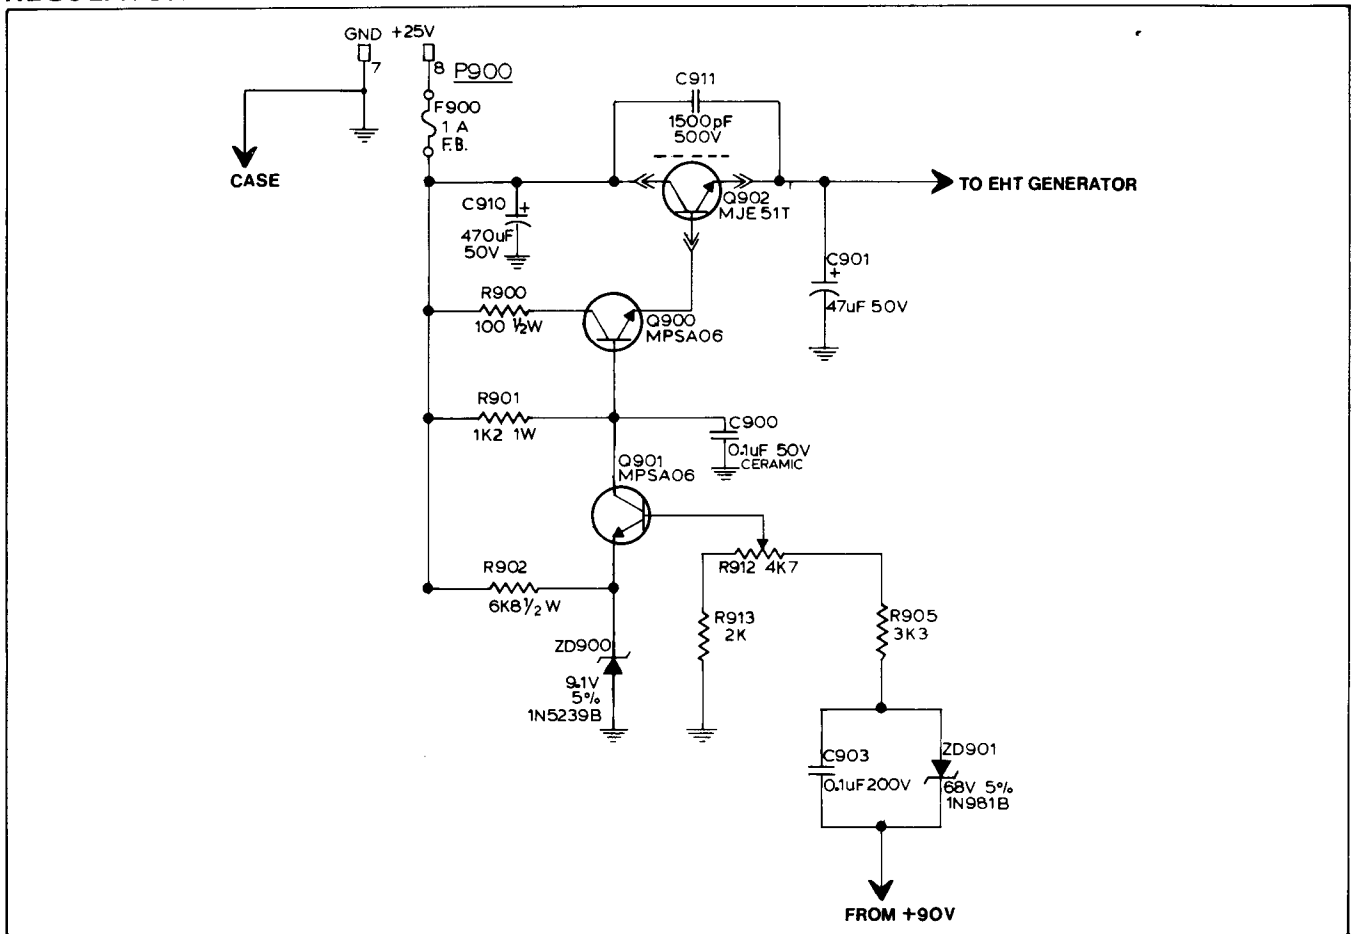 GND +25V
7
8 P900
F900
1 A
F.B.
CASE
C911
1500pF
500V
Q902
MJE51T
TO EHT GENERATOR
C910
+
470uF
50V
C901
+
47uF 50V
R900
100 ½W
Q900
MPSA06
R901
1K2 1W
C900
0.1uF 50V
CERAMIC
Q901
MPSA06
R902
6K8 1/2 W
R912 4K7
R913
2K
R905
3K3
ZD900
9.1V
5%
1N5239B
C903
0.1uF 200V
ZD901
68V 5%
1N981B
FROM +90V